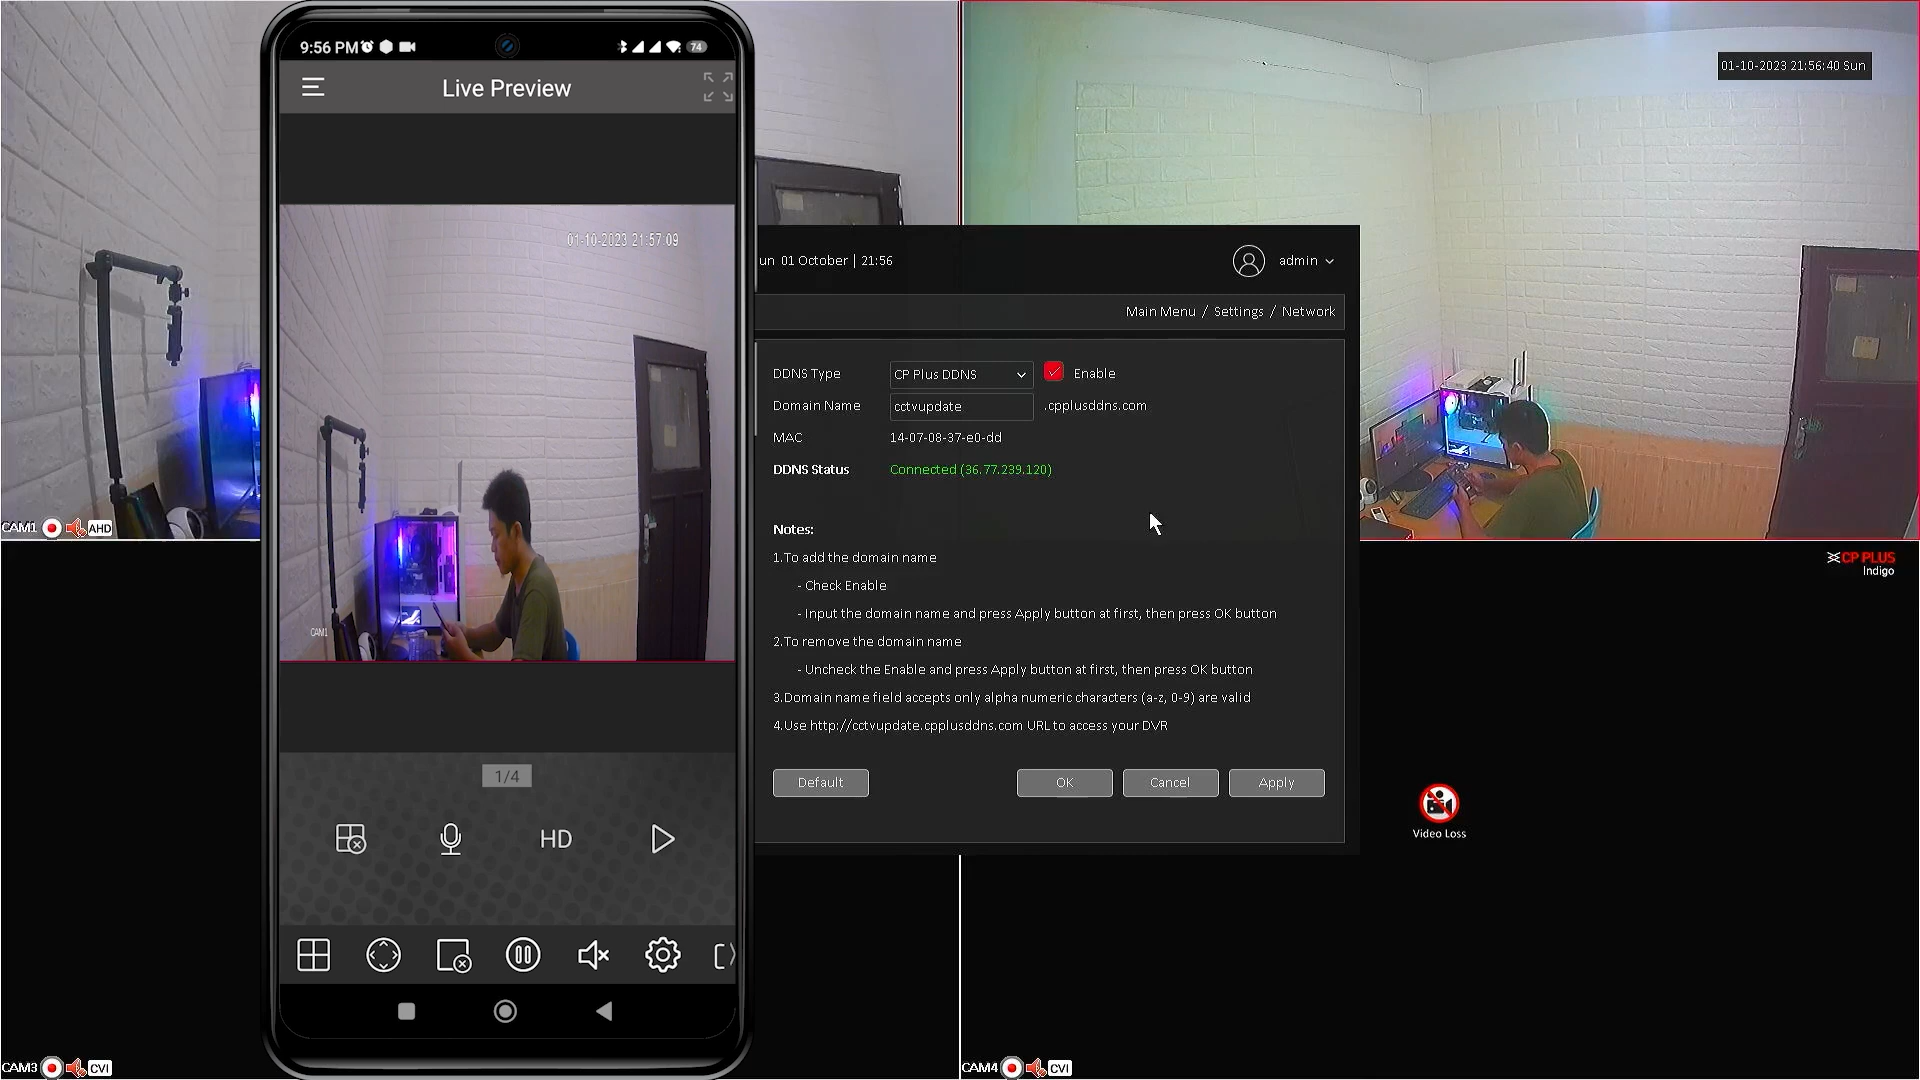 9:56 PM
74
Live Preview
01-10-2023 21:57:09
CAM1
1/4
HD
01-10-2023 21:56:40 Sun
un 01 October | 21:56
admin
Main Menu / Settings / Network
DDNS Type CP Plus DDNS Enable
Domain Name cctvupdate .cpplusddns.com
MAC 14-07-08-37-e0-dd
DDNS Status Connected (36.77.239.120)
Notes:
1.To add the domain name
- Check Enable
- Input the domain name and press Apply button at first, then press OK button
2.To remove the domain name
- Uncheck the Enable and press Apply button at first, then press OK button
3.Domain name field accepts only alpha numeric characters (a-z, 0-9) are valid
4.Use http://cctvupdate.cpplusddns.com URL to access your DVR
Default OK Cancel Apply
CAM1 AHD
CP PLUS
Indigo
Video Loss
CAM3 CVI
CAM4 CVI